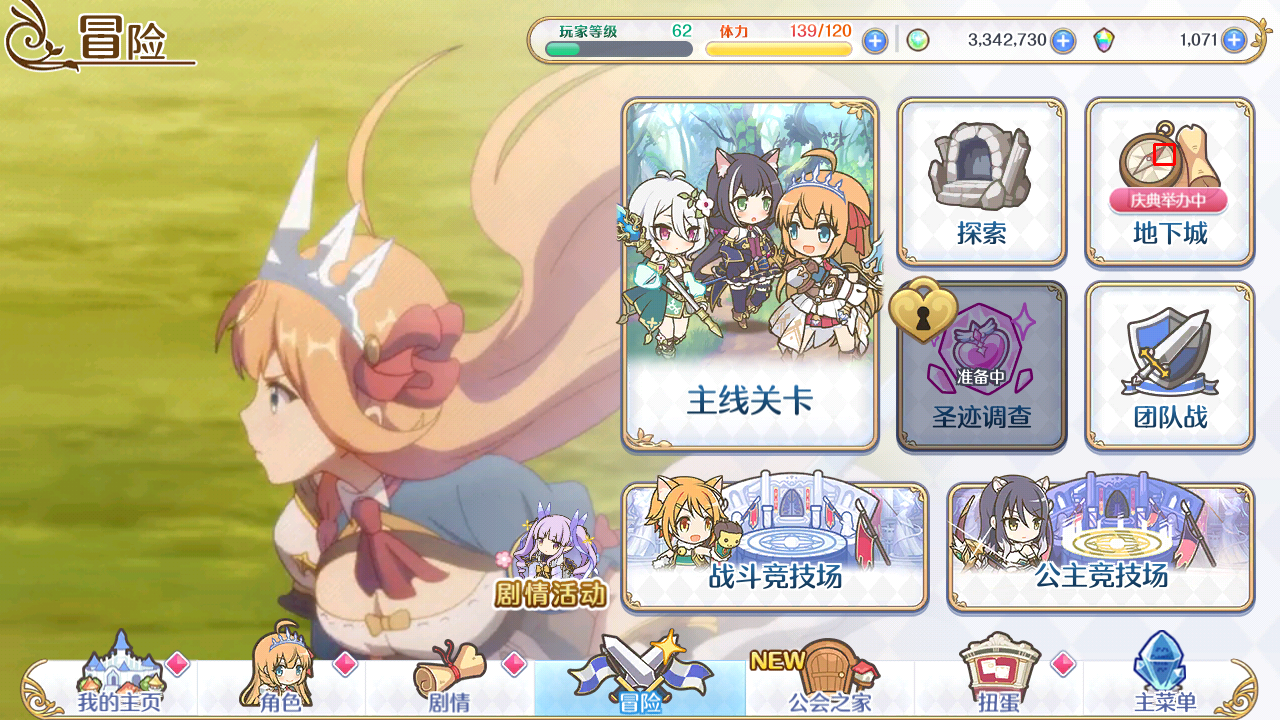 冒险
玩家等级 62
体力 139/120
3,342,730
1,071
主线关卡
探索
庆典举办中
地下城
准备中
圣迹调查
团队战
剧情活动
战斗竞技场
公主竞技场
我的主页
角色
剧情
冒险
NEW
公会之家
扭蛋
主菜单